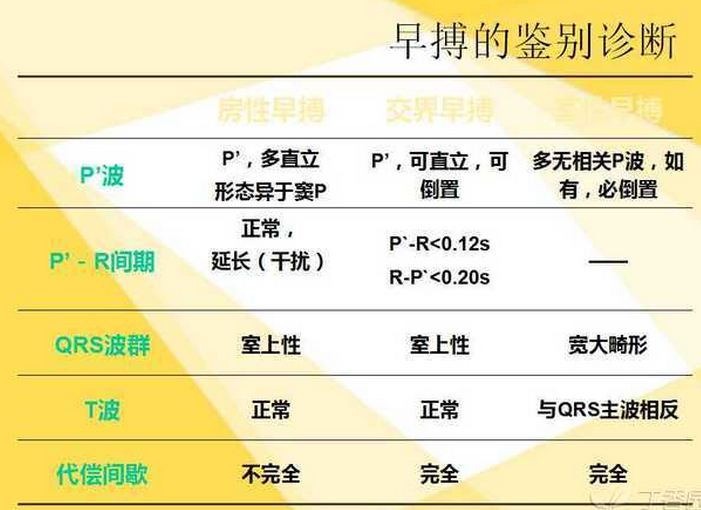 早搏的鉴别诊断
房性早搏 交界早搏 室性早搏
P’波 P’，多直立 P’，可直立，可 多无相关P波，如
形态异于窦P 倒置 有，必倒置
P’-R间期 正常， P`-R<0.12s ——
延长（干扰） R-P`<0.20s
QRS波群 室上性 室上性 宽大畸形
T波 正常 正常 与QRS主波相反
代偿间歇 不完全 完全 完全
丁香园